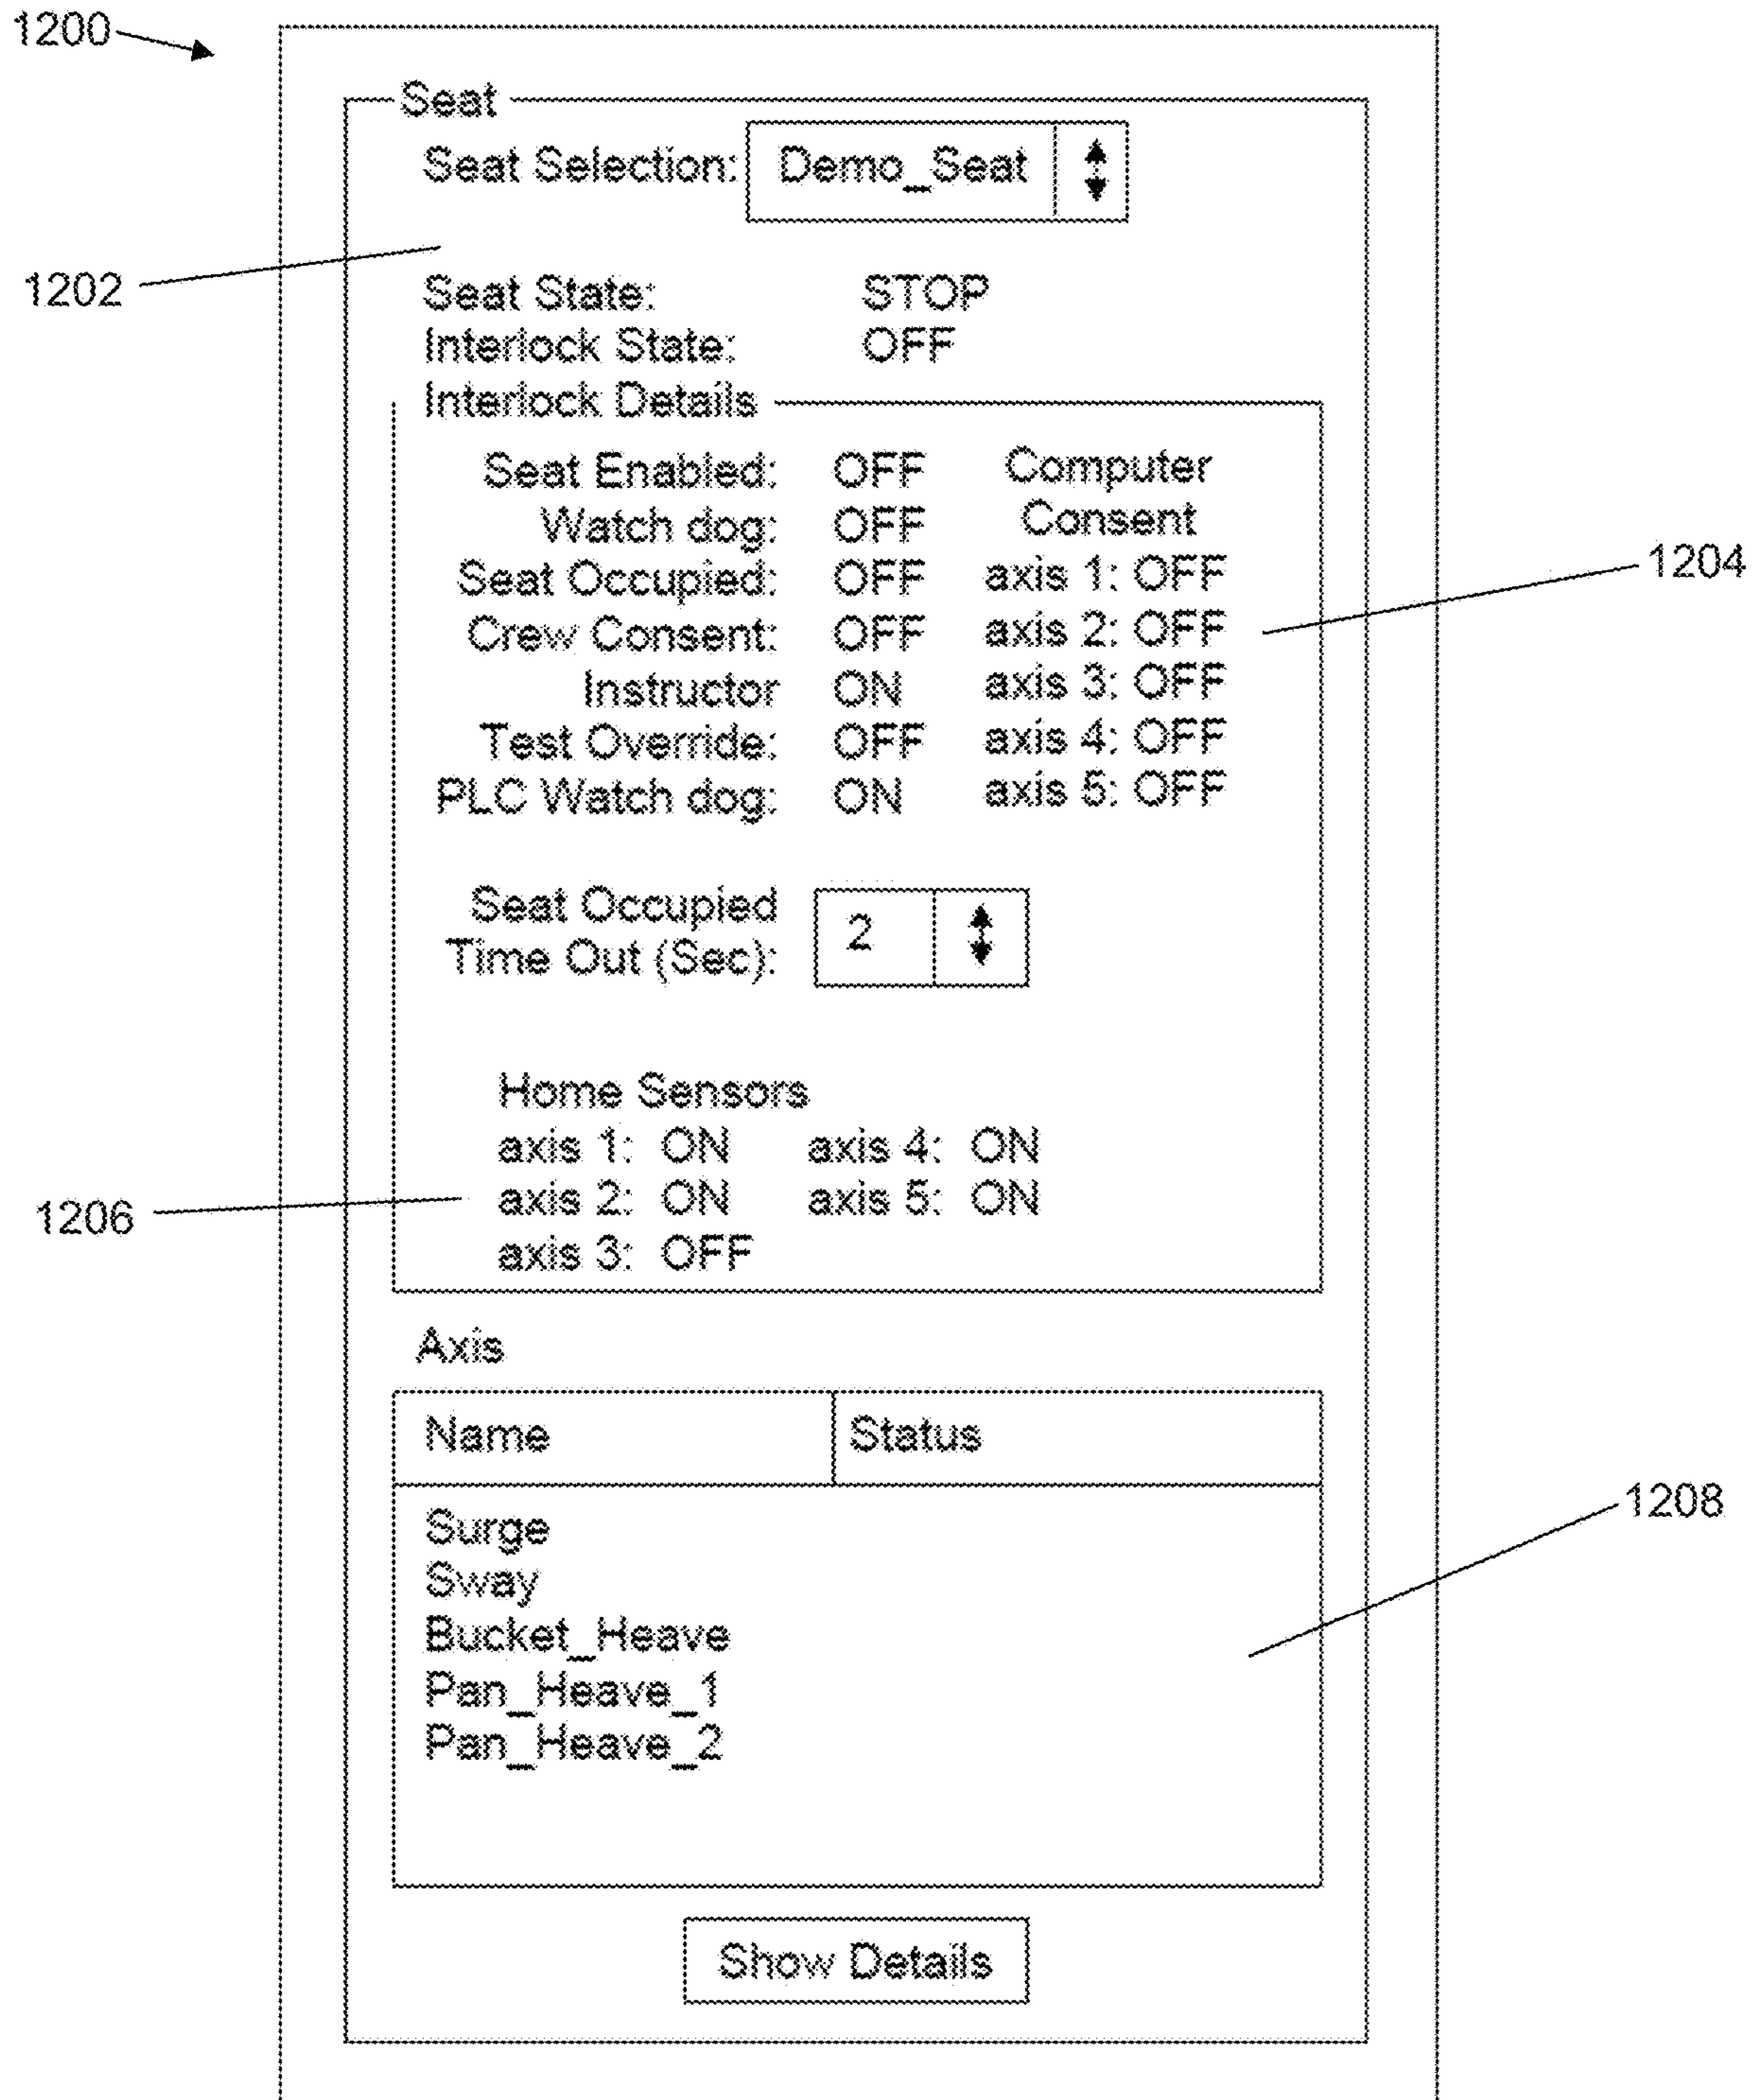 1200
Seat
Seat Selection: Demo_Seat
1202
Seat State: STOP
Interlock State: OFF
Interlock Details
Seat Enabled: OFF
Watch dog: OFF
Seat Occupied: OFF
Crew Consent: OFF
Instructor ON
Test Override: OFF
PLC Watch dog: ON
Computer
Consent
axis 1: OFF
axis 2: OFF
axis 3: OFF
axis 4: OFF
axis 5: OFF
1204
Seat Occupied
Time Out (Sec): 2
Home Sensors
axis 1: ON axis 4: ON
axis 2: ON axis 5: ON
axis 3: OFF
1206
Axis
Name Status
Surge
Sway
Bucket_Heave
Pan_Heave_1
Pan_Heave_2
1208
Show Details